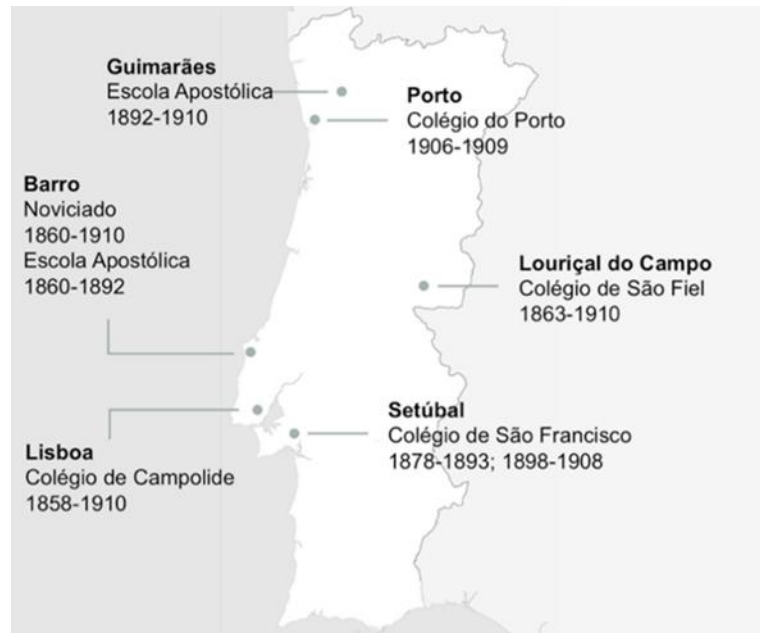 Guimarães
Escola Apostólica
1892-1910
Porto
Colégio do Porto
1906-1909
Barro
Noviciado
1860-1910
Escola Apostólica
1860-1892
Louriçal do Campo
Colégio de São Fiel
1863-1910
Setúbal
Colégio de São Francisco
1878-1893; 1898-1908
Lisboa
Colégio de Campolide
1858-1910